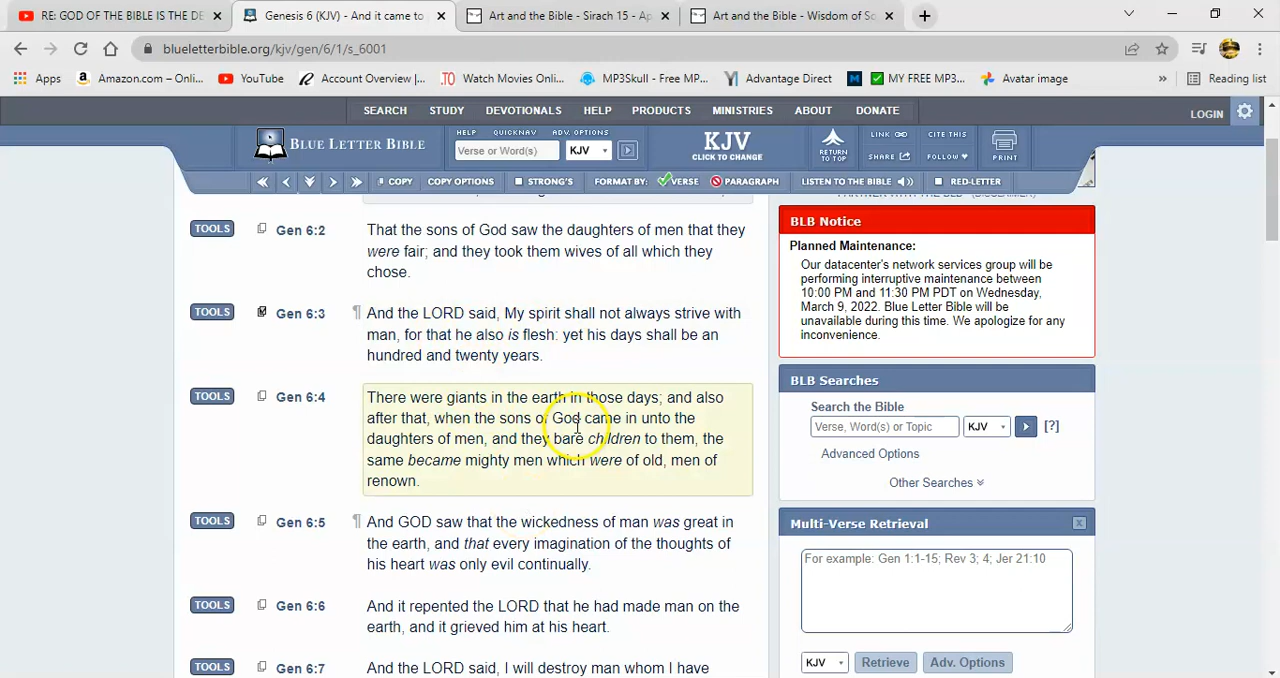 RE: GOD OF THE BIBLE IS THE DE
Genesis 6 (KJV) - And it came to
Art and the Bible - Sirach 15 - Ap
Art and the Bible - Wisdom of So
blueletterbible.org/kjv/gen/6/1/s_6001
Apps
Amazon.com – Onli...
YouTube
Account Overview |...
Watch Movies Onlin...
MP3Skull - Free MP...
Advantage Direct
MY FREE MP3...
Avatar image
Reading list
SEARCH STUDY DEVOTIONALS HELP PRODUCTS MINISTRIES ABOUT DONATE
LOGIN
BLUE LETTER BIBLE
HELP QUICKNAV ADV. OPTIONS
Verse or Word(s)
KJV
KJV
CLICK TO CHANGE
RETURN
TO TOP
LINK
CITE THIS
SHARE
FOLLOW
PRINT
COPY
COPY OPTIONS
STRONG'S
FORMAT BY: VERSE PARAGRAPH
LISTEN TO THE BIBLE
RED-LETTER
TOOLS
Gen 6:2
That the sons of God saw the daughters of men that they
were fair; and they took them wives of all which they
chose.
TOOLS
Gen 6:3
¶ And the LORD said, My spirit shall not always strive with
man, for that he also is flesh: yet his days shall be an
hundred and twenty years.
TOOLS
Gen 6:4
There were giants in the earth in those days; and also
after that, when the sons of God came in unto the
daughters of men, and they bare children to them, the
same became mighty men which were of old, men of
renown.
TOOLS
Gen 6:5
¶ And GOD saw that the wickedness of man was great in
the earth, and that every imagination of the thoughts of
his heart was only evil continually.
TOOLS
Gen 6:6
And it repented the LORD that he had made man on the
earth, and it grieved him at his heart.
TOOLS
Gen 6:7
And the LORD said, I will destroy man whom I have
BLB Notice
Planned Maintenance:
Our datacenter's network services group will be
performing interruptive maintenance between
10:00 PM and 11:30 PM PDT on Wednesday,
March 9, 2022. Blue Letter Bible will be
unavailable during this time. We apologize for any
inconvenience.
BLB Searches
Search the Bible
Verse, Word(s) or Topic
KJV
[?]
Advanced Options
Other Searches
Multi-Verse Retrieval
x
For example: Gen 1:1-15; Rev 3; 4; Jer 21:10
KJV
Retrieve
Adv. Options